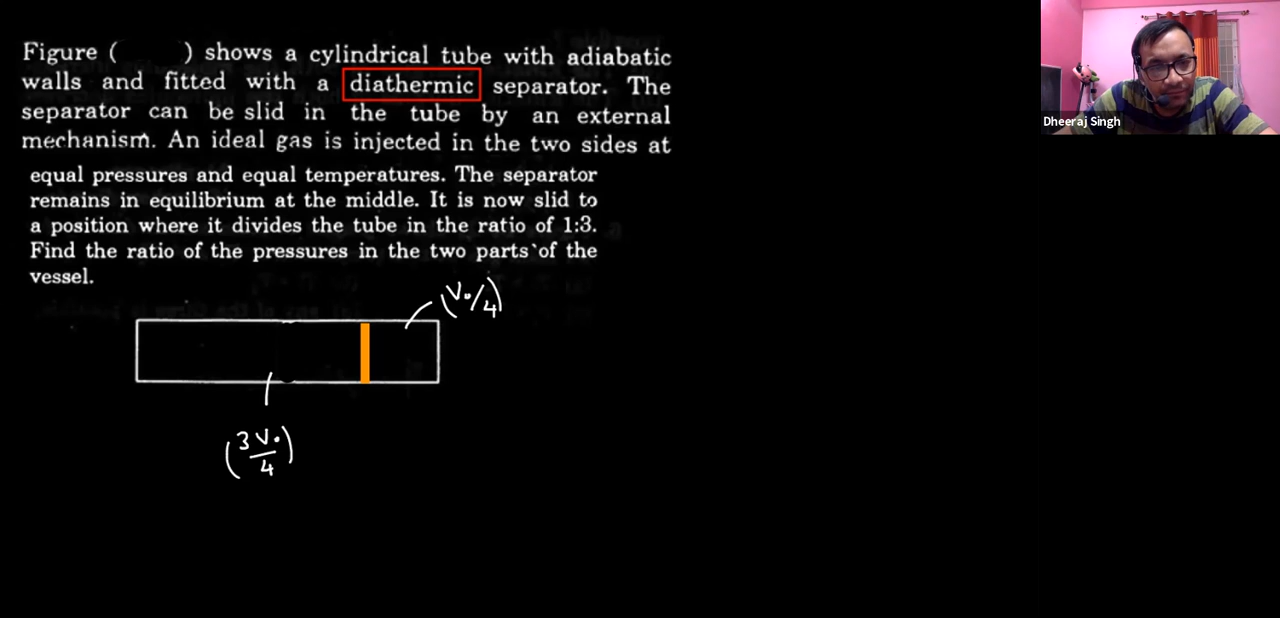 Figure ( ) shows a cylindrical tube with adiabatic
walls and fitted with a diathermic separator. The
separator can be slid in the tube by an external
mechanism. An ideal gas is injected in the two sides at
equal pressures and equal temperatures. The separator
remains in equilibrium at the middle. It is now slid to
a position where it divides the tube in the ratio of 1:3.
Find the ratio of the pressures in the two parts of the
vessel.
(V₀/4)
(3V₀/4)
Dheeraj Singh